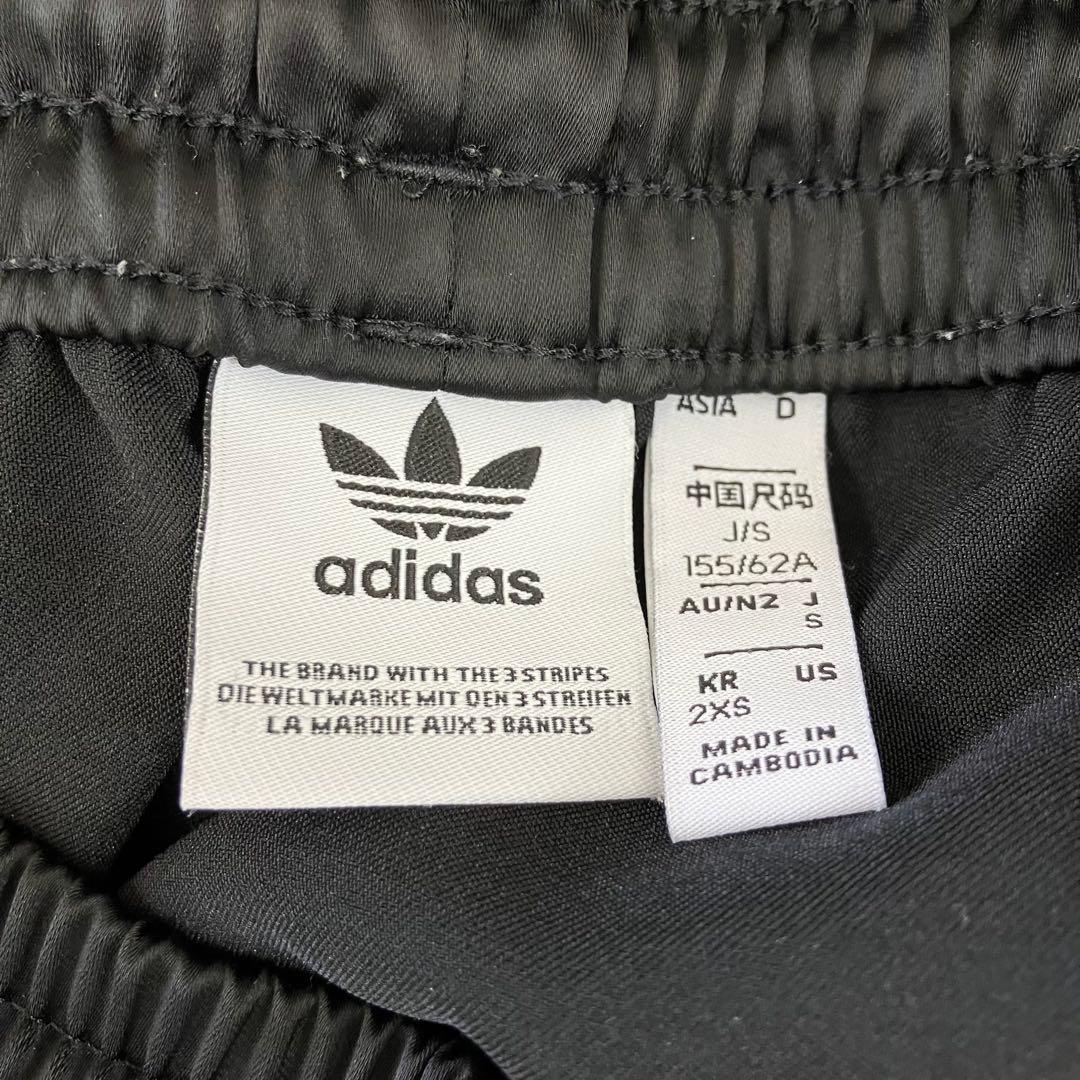 adidas
THE BRAND WITH THE 3 STRIPES
DIE WELTMARKE MIT DEN 3 STREIFEN
LA MARQUE AUX 3 BANDES
ASIA D
中国尺码
J/S
155/62A
AU/NZ J
S
KR US
2XS
MADE IN
CAMBODIA